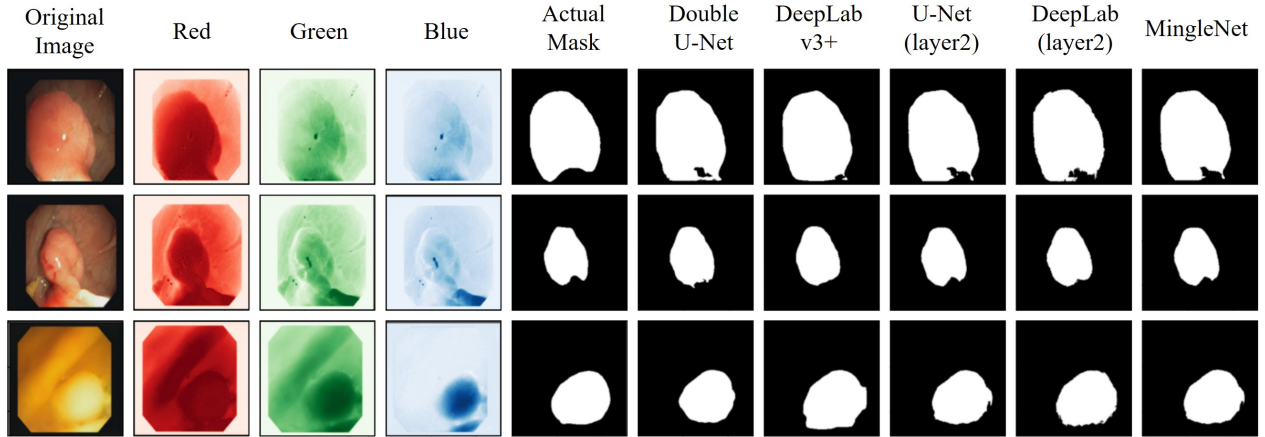 Original
Image
Red
Green
Blue
Actual
Mask
Double
U-Net
DeepLab
v3+
U-Net
(layer2)
DeepLab
(layer2)
MingleNet